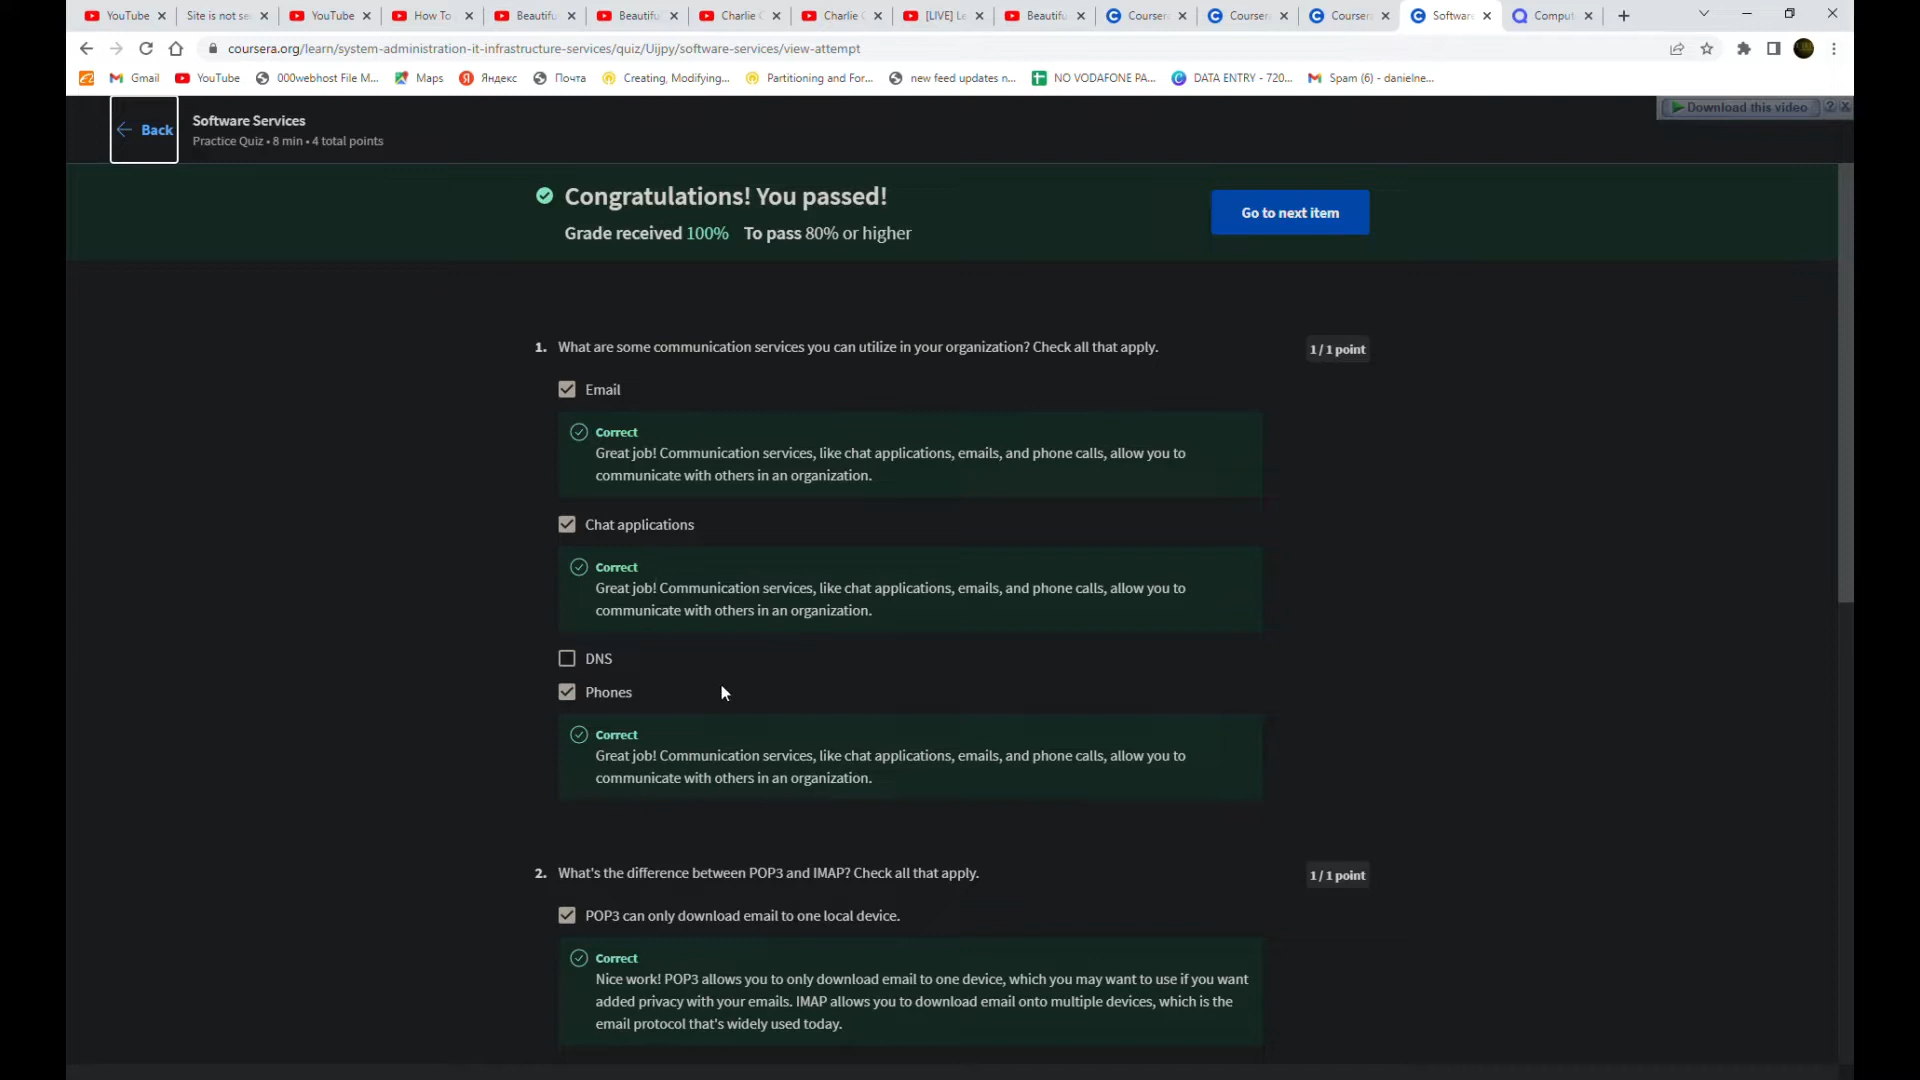 YouTube
Site is not se
YouTube
How To
Beautifu
Beautifu
Charlie C
Charlie C
[LIVE] Le
Beautifu
Courser
Courser
Courser
Softwar
Comput
coursera.org/learn/system-administration-it-infrastructure-services/quiz/Uijpy/software-services/view-attempt
Gmail
YouTube
000webhost File M...
Maps
Яндекс
Почта
Creating, Modifying...
Partitioning and For...
new feed updates n...
NO VODAFONE PA...
DATA ENTRY - 720...
Spam (6) - danielne...
Download this video ? x
Back
Software Services
Practice Quiz • 8 min • 4 total points
Congratulations! You passed!
Grade received 100% To pass 80% or higher
Go to next item
1. What are some communication services you can utilize in your organization? Check all that apply.
1 / 1 point
Email
Correct
Great job! Communication services, like chat applications, emails, and phone calls, allow you to
communicate with others in an organization.
Chat applications
Correct
Great job! Communication services, like chat applications, emails, and phone calls, allow you to
communicate with others in an organization.
DNS
Phones
Correct
Great job! Communication services, like chat applications, emails, and phone calls, allow you to
communicate with others in an organization.
2. What's the difference between POP3 and IMAP? Check all that apply.
1 / 1 point
POP3 can only download email to one local device.
Correct
Nice work! POP3 allows you to only download email to one device, which you may want to use if you want
added privacy with your emails. IMAP allows you to download email onto multiple devices, which is the
email protocol that's widely used today.